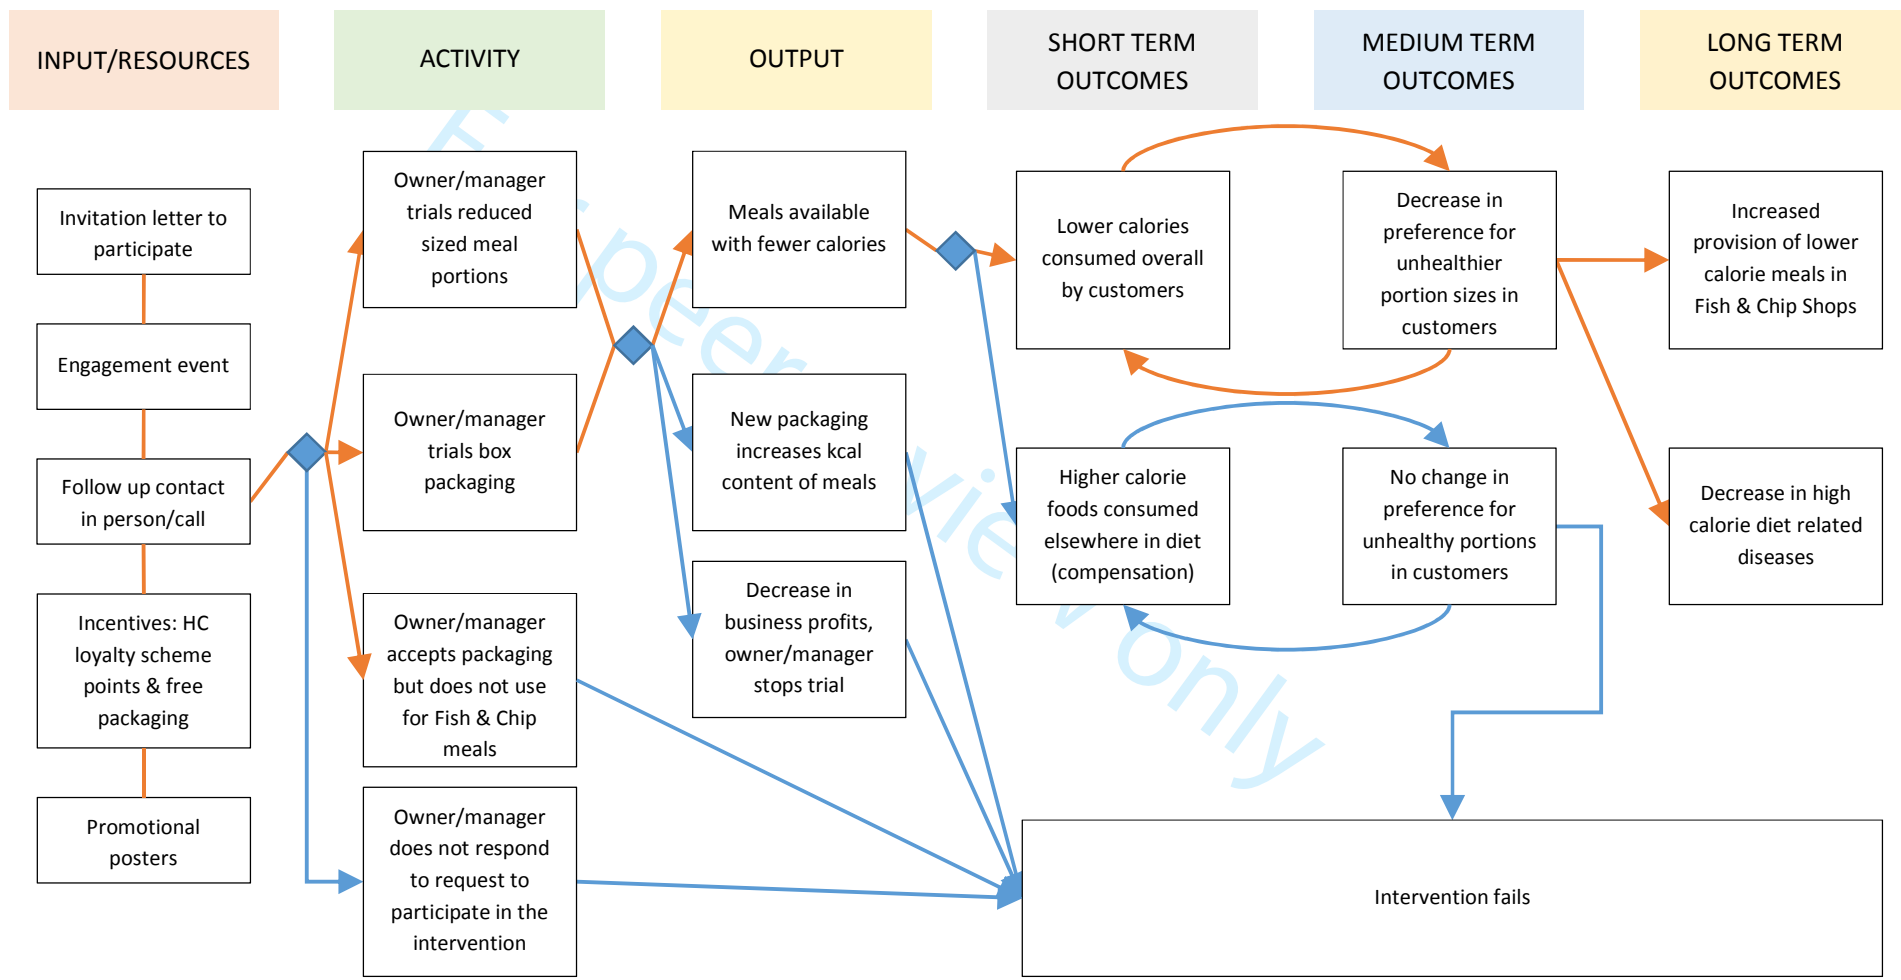 INPUT/RESOURCES
ACTIVITY
OUTPUT
SHORT TERM
OUTCOMES
MEDIUM TERM
OUTCOMES
LONG TERM
OUTCOMES
Invitation letter to
participate
Engagement event
Follow up contact
in person/call
Incentives: HC
loyalty scheme
points & free
packaging
Promotional
posters
Owner/manager
trials reduced
sized meal
portions
Owner/manager
trials box
packaging
Owner/manager
accepts packaging
but does not use
for Fish & Chip
meals
Owner/manager
does not respond
to request to
participate in the
intervention
Meals available
with fewer calories
New packaging
increases kcal
content of meals
Decrease in
business profits,
owner/manager
stops trial
Lower calories
consumed overall
by customers
Higher calorie
foods consumed
elsewhere in diet
(compensation)
Decrease in
preference for
unhealthier
portion sizes in
customers
No change in
preference for
unhealthy portions
in customers
Increased
provision of lower
calorie meals in
Fish & Chip Shops
Decrease in high
calorie diet related
diseases
Intervention fails
peer only